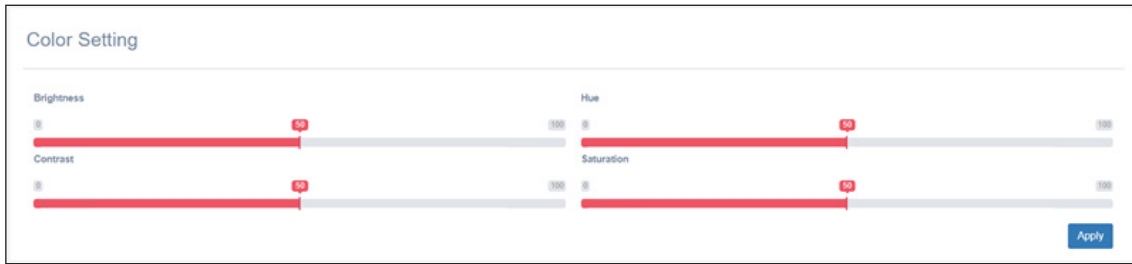 Color Setting
Brightness Hue
0 50 100 0 50 100
Contrast Saturation
0 50 100 0 50 100
Apply